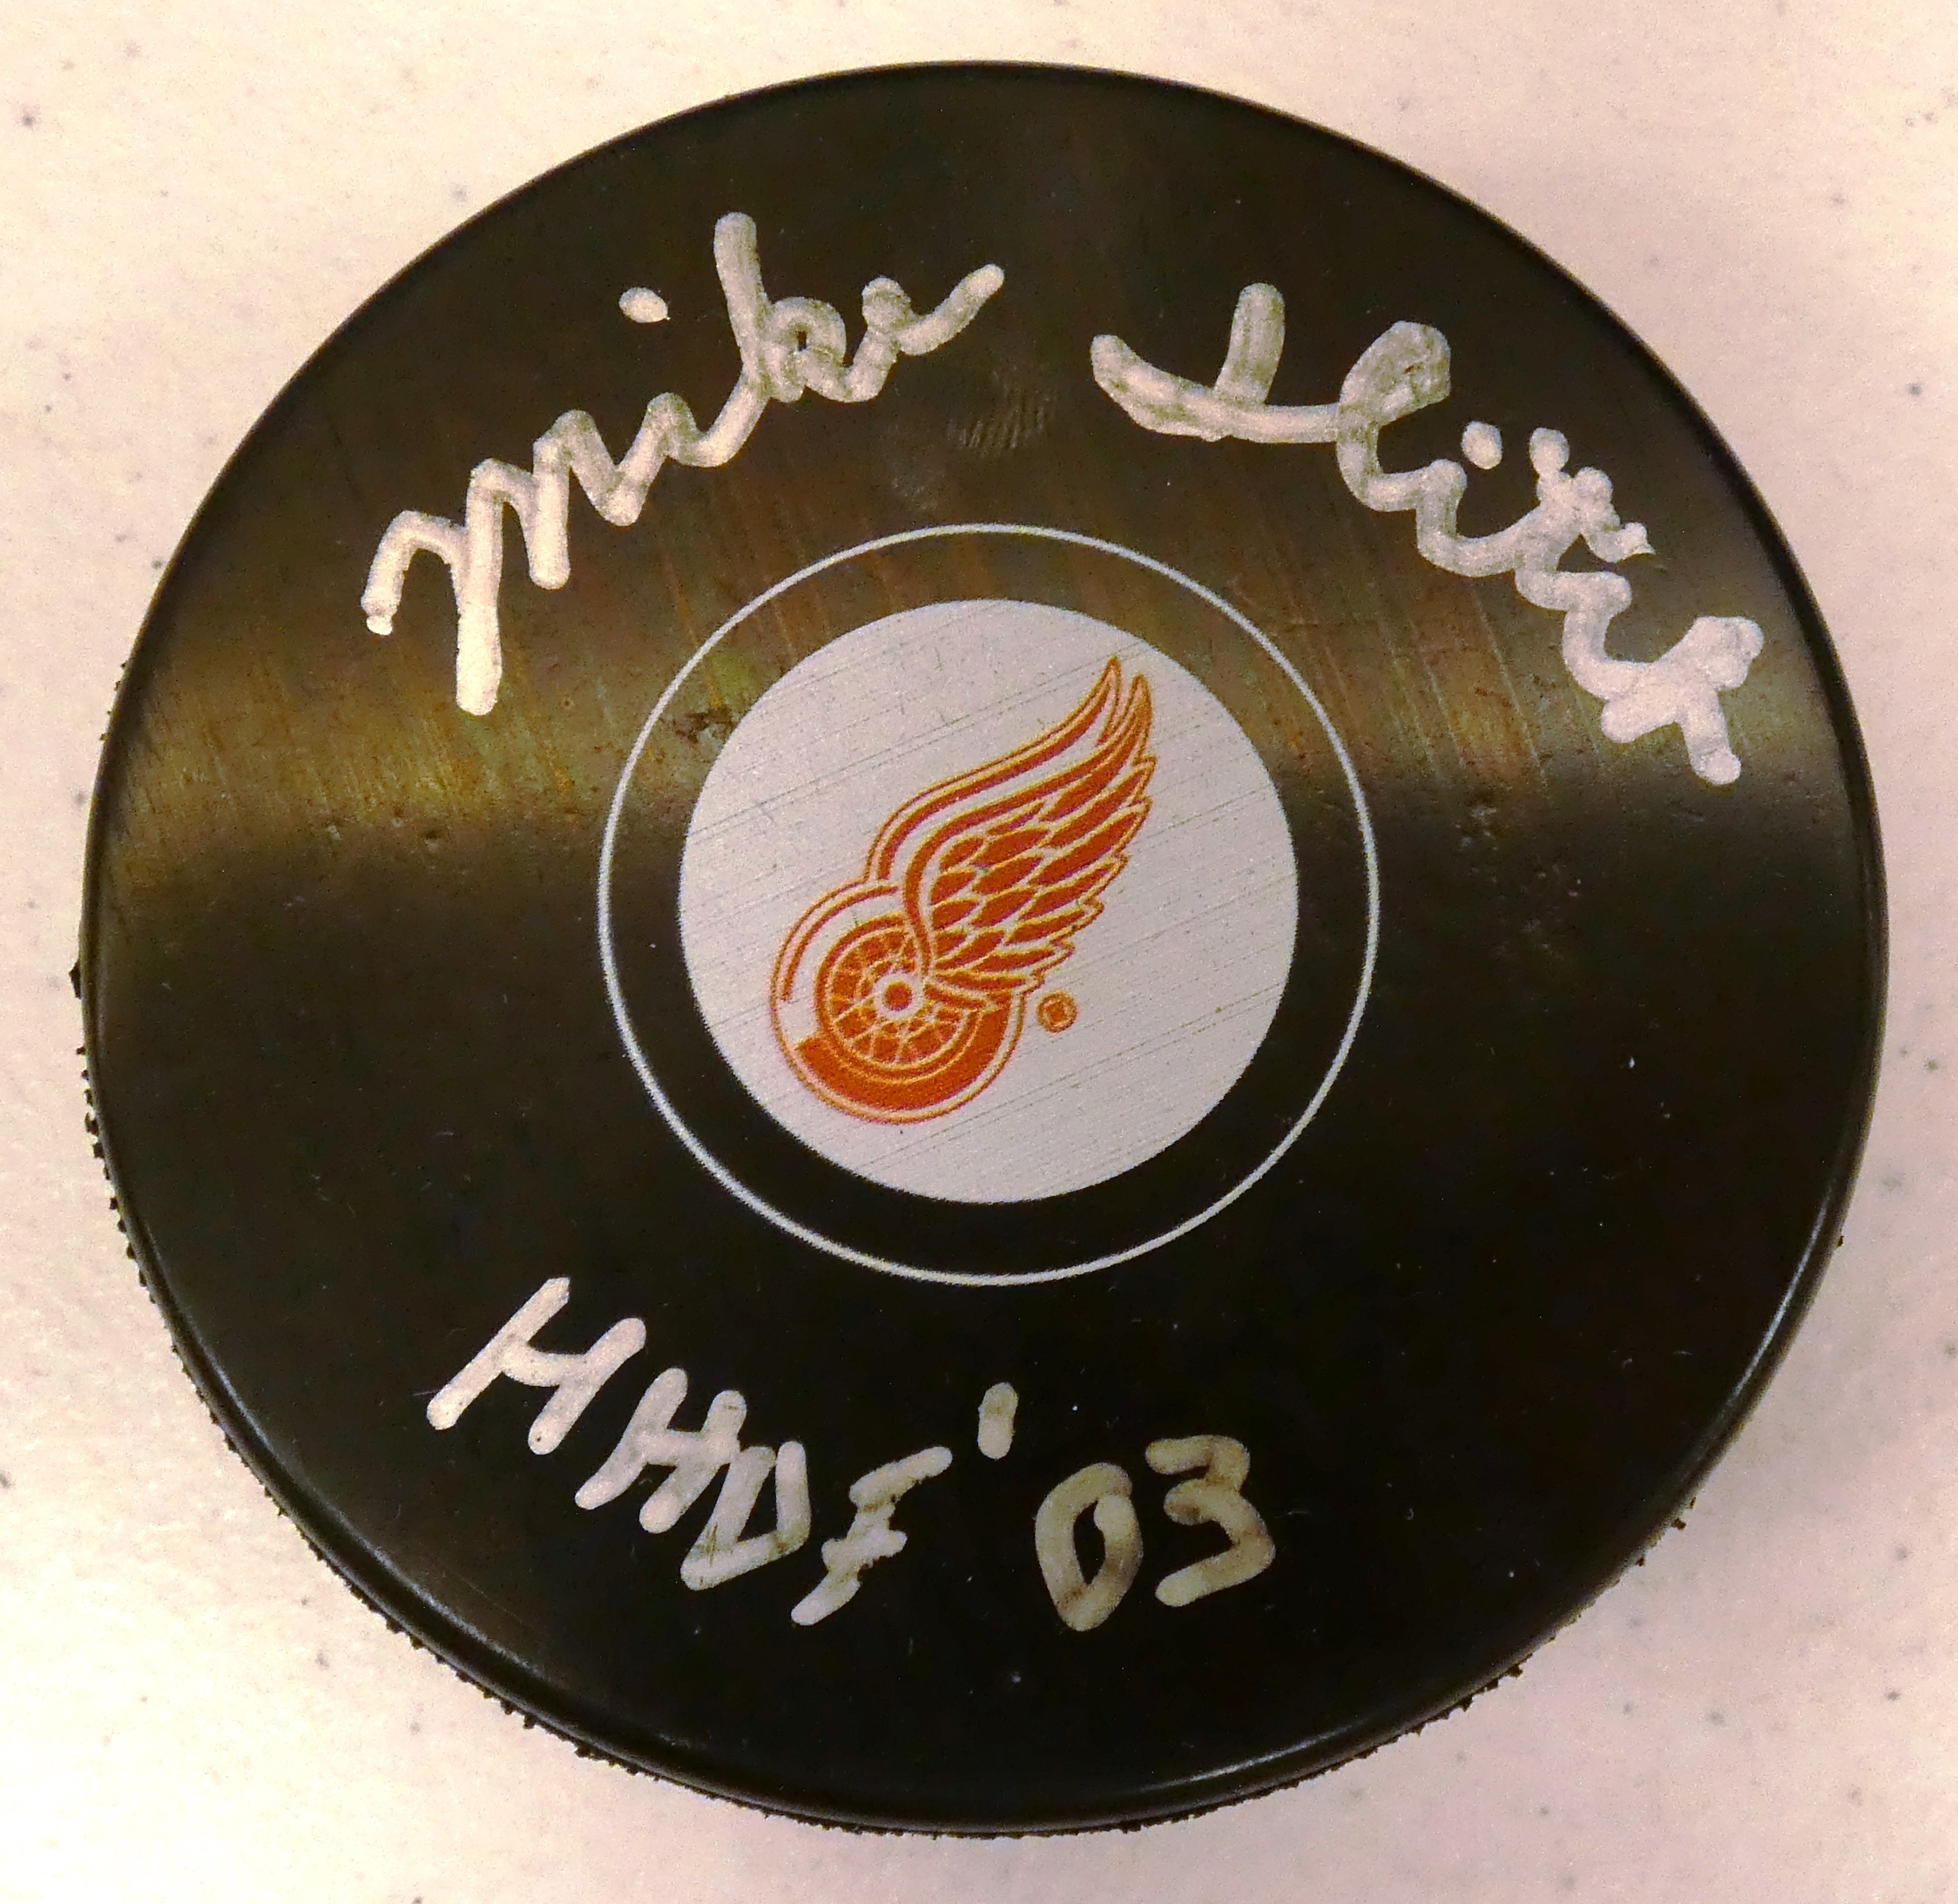 Mike Ilitch
HHOF '03
®